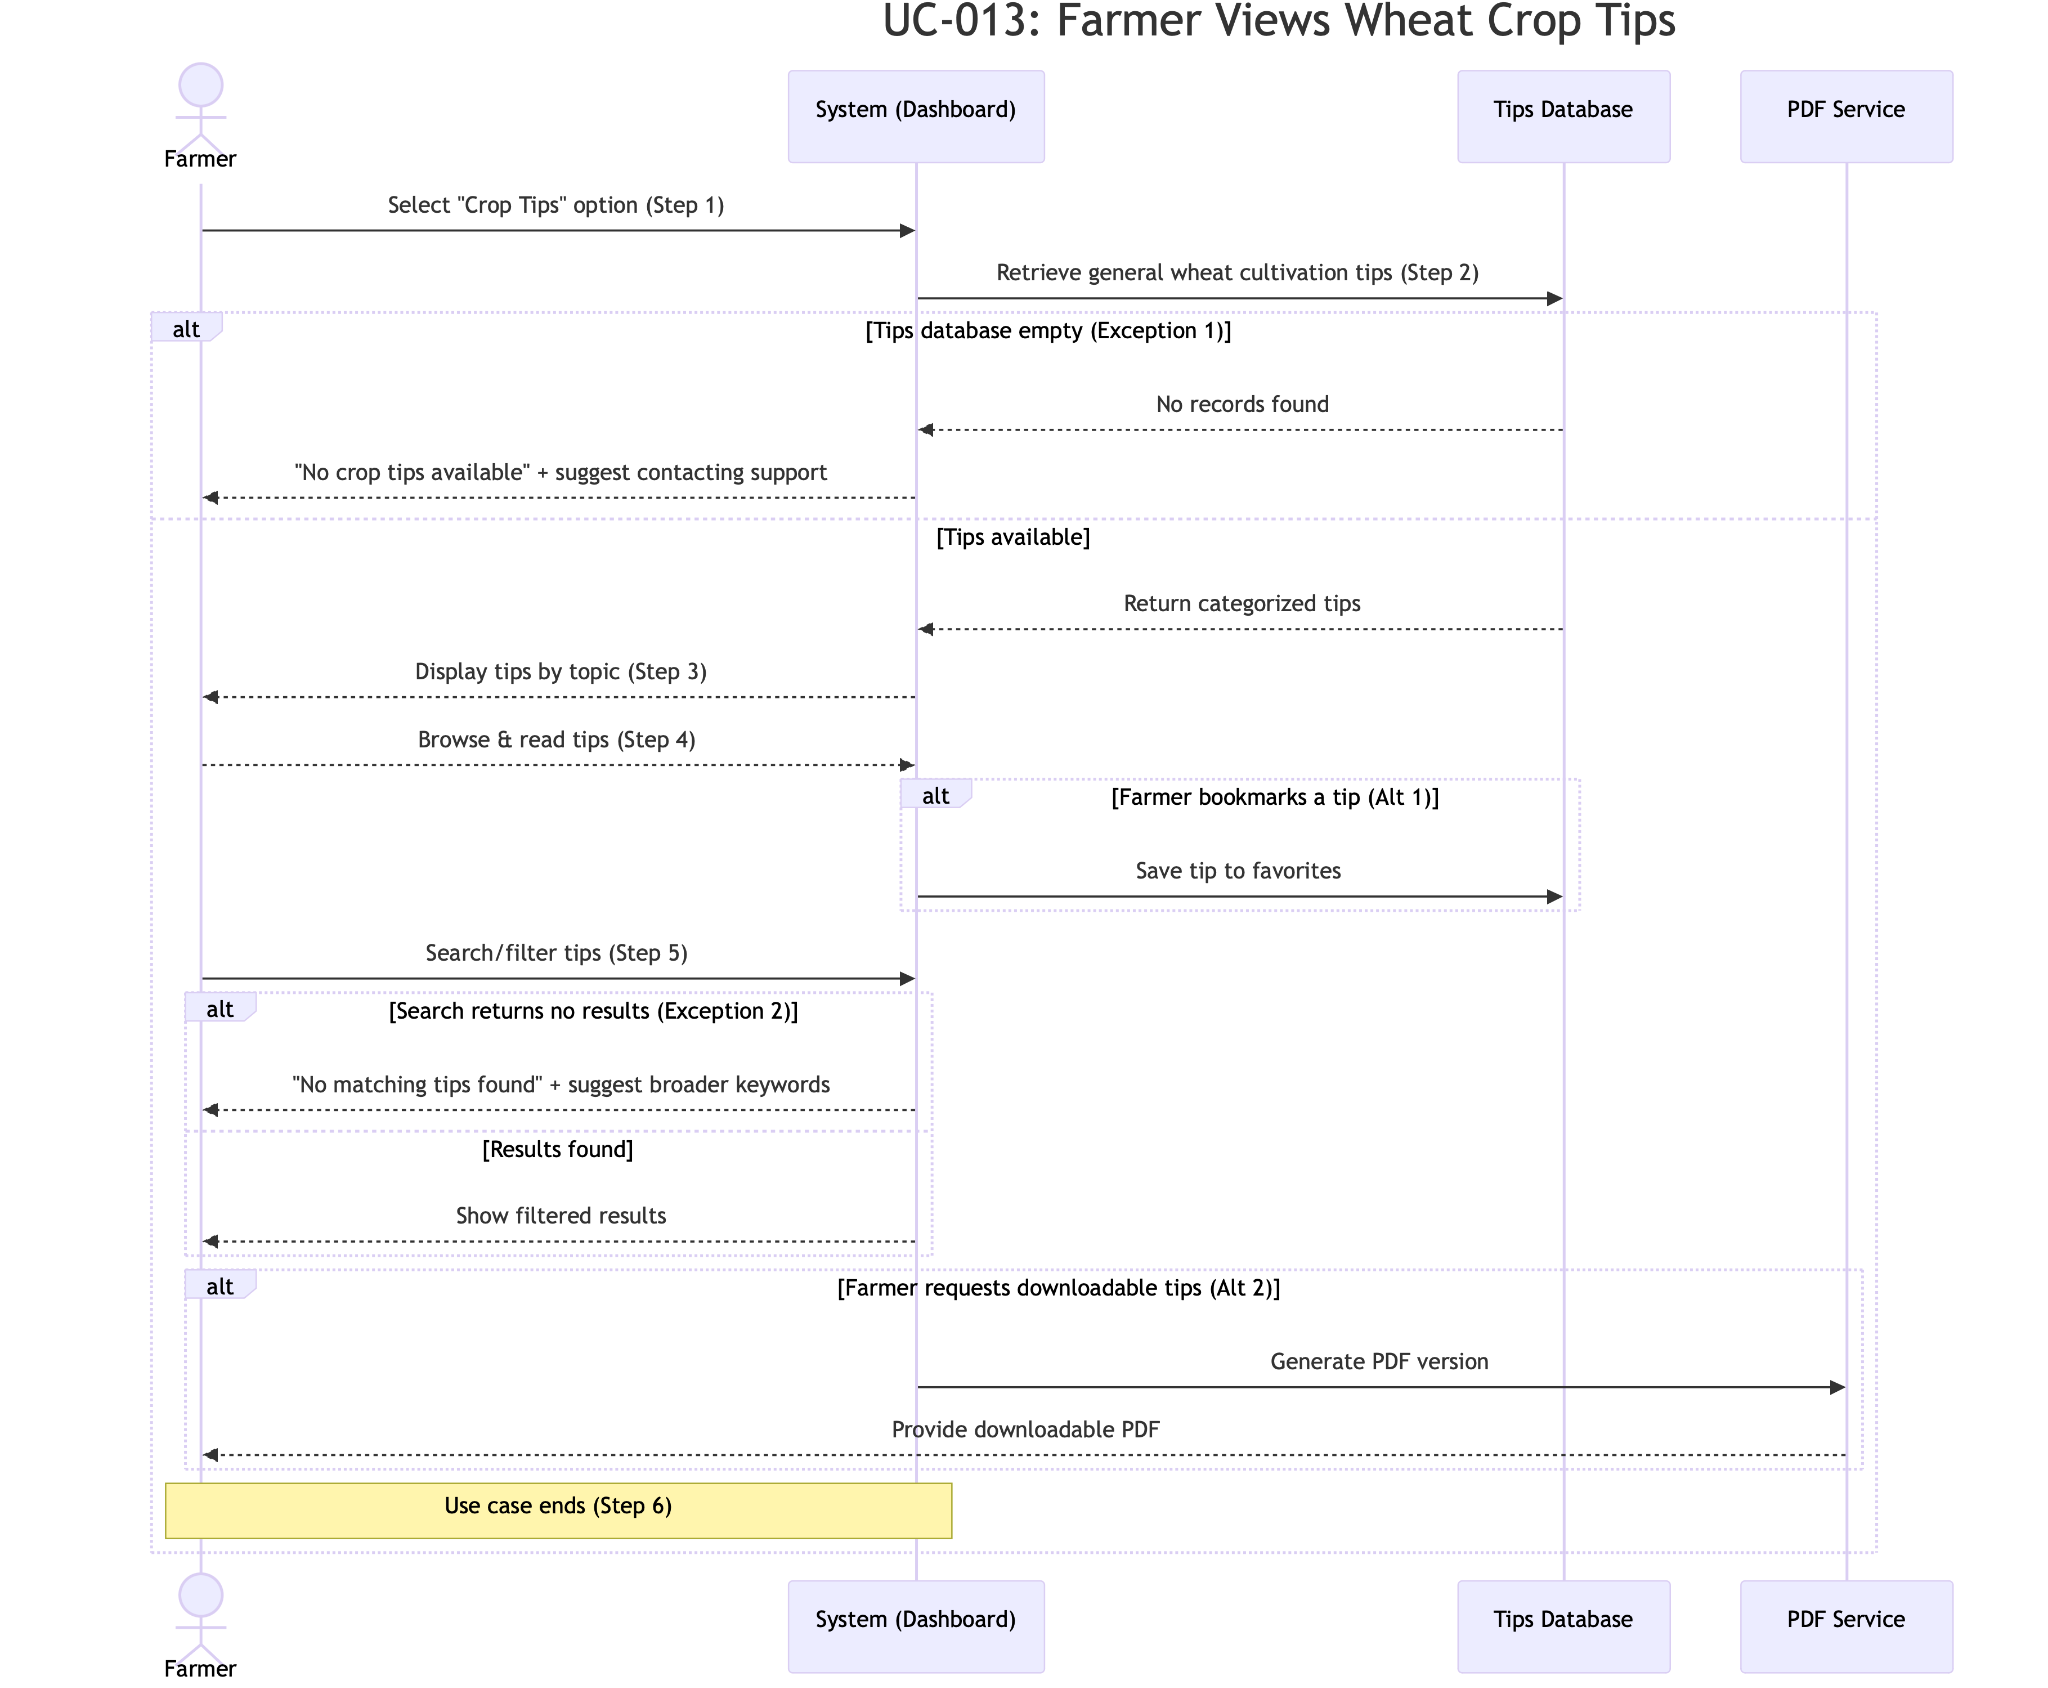 UC-013: Farmer Views Wheat Crop Tips
Farmer
System (Dashboard)
Tips Database
PDF Service
Select "Crop Tips" option (Step 1)
Retrieve general wheat cultivation tips (Step 2)
alt
[Tips database empty (Exception 1)]
No records found
"No crop tips available" + suggest contacting support
[Tips available]
Return categorized tips
Display tips by topic (Step 3)
Browse & read tips (Step 4)
alt
[Farmer bookmarks a tip (Alt 1)]
Save tip to favorites
Search/filter tips (Step 5)
alt
[Search returns no results (Exception 2)]
"No matching tips found" + suggest broader keywords
[Results found]
Show filtered results
alt
[Farmer requests downloadable tips (Alt 2)]
Generate PDF version
Provide downloadable PDF
Use case ends (Step 6)
Farmer
System (Dashboard)
Tips Database
PDF Service